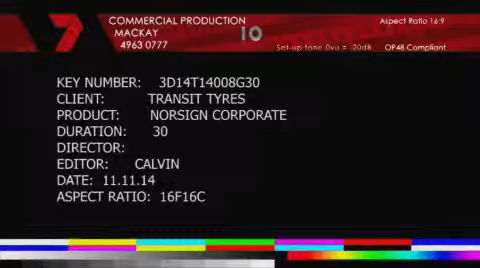 COMMERCIAL PRODUCTION
MACKAY
4963 0777
10
Aspect Ratio 16:9
Set-up tone 0vu = -20dB
OP48 Compliant
KEY NUMBER: 3D14T14008G30
CLIENT: TRANSIT TYRES
PRODUCT: NORSIGN CORPORATE
DURATION: 30
DIRECTOR:
EDITOR: CALVIN
DATE: 11.11.14
ASPECT RATIO: 16F16C